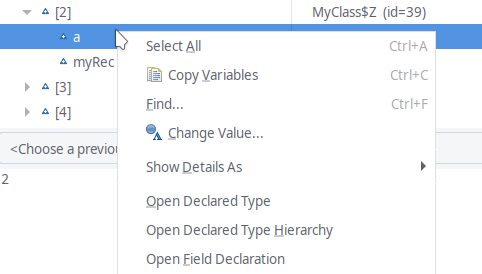 [2] MyClass$Z (id=39)
a
Select All Ctrl+A
myRec
Copy Variables Ctrl+C
[3]
Find... Ctrl+F
[4]
Change Value...
<Choose a previou
Show Details As
2
Open Declared Type
Open Declared Type Hierarchy
Open Field Declaration